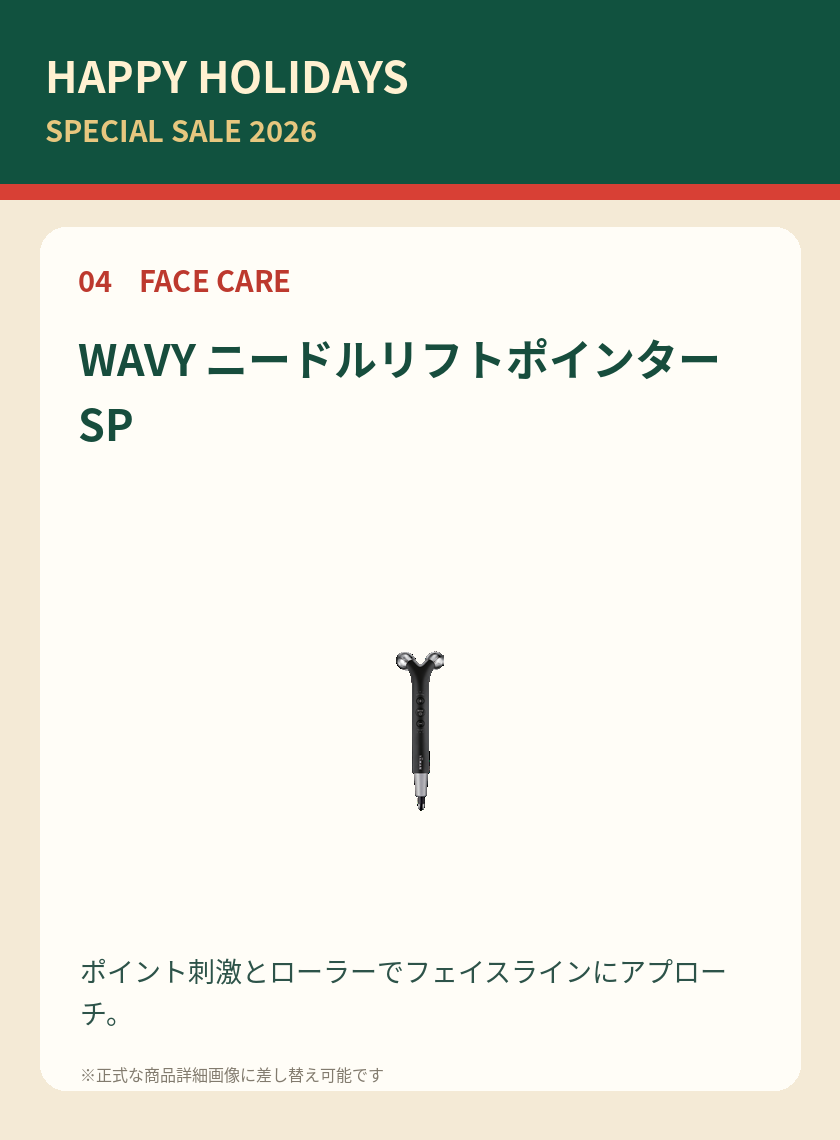 HAPPY HOLIDAYS
SPECIAL SALE 2026
04 FACE CARE
WAVY ニードルリフトポインター
SP
ポイント刺激とローラーでフェイスラインにアプロー
チ。
※正式な商品詳細画像に差し替え可能です